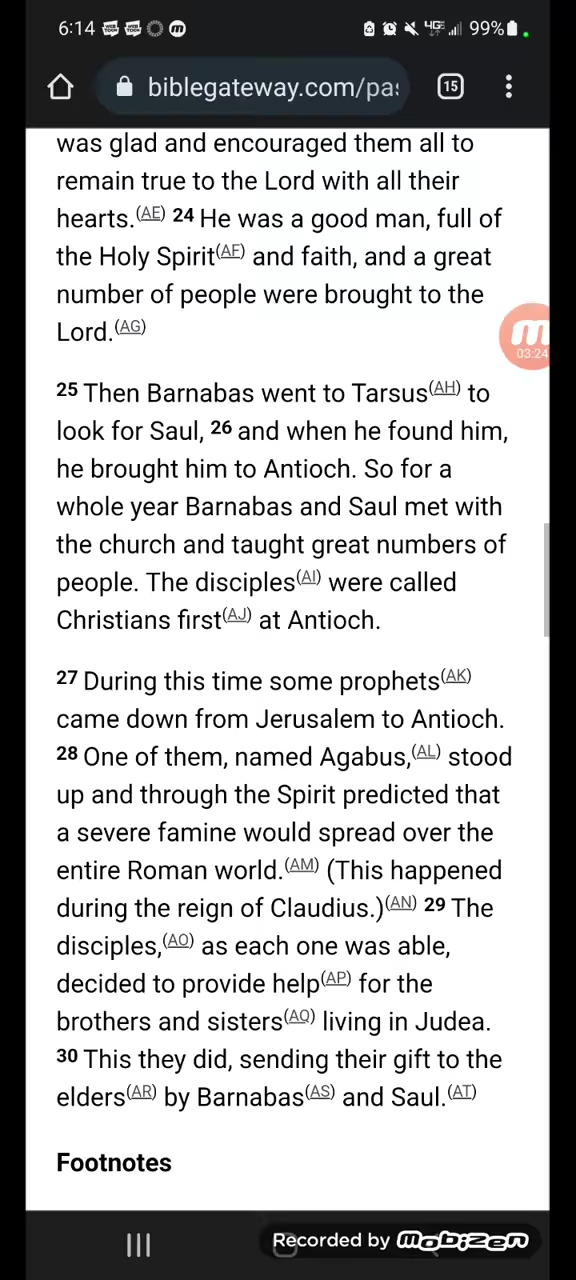 6:14 99%
biblegateway.com/pa 15
was glad and encouraged them all to
remain true to the Lord with all their
hearts.(AE) 24 He was a good man, full of
the Holy Spirit(AF) and faith, and a great
number of people were brought to the
Lord.(AG)
03:24
25 Then Barnabas went to Tarsus(AH) to
look for Saul, 26 and when he found him,
he brought him to Antioch. So for a
whole year Barnabas and Saul met with
the church and taught great numbers of
people. The disciples(AI) were called
Christians first(AJ) at Antioch.
27 During this time some prophets(AK)
came down from Jerusalem to Antioch.
28 One of them, named Agabus,(AL) stood
up and through the Spirit predicted that
a severe famine would spread over the
entire Roman world.(AM) (This happened
during the reign of Claudius.)(AN) 29 The
disciples,(AO) as each one was able,
decided to provide help(AP) for the
brothers and sisters(AQ) living in Judea.
30 This they did, sending their gift to the
elders(AR) by Barnabas(AS) and Saul.(AT)
Footnotes
Recorded by Mobizen